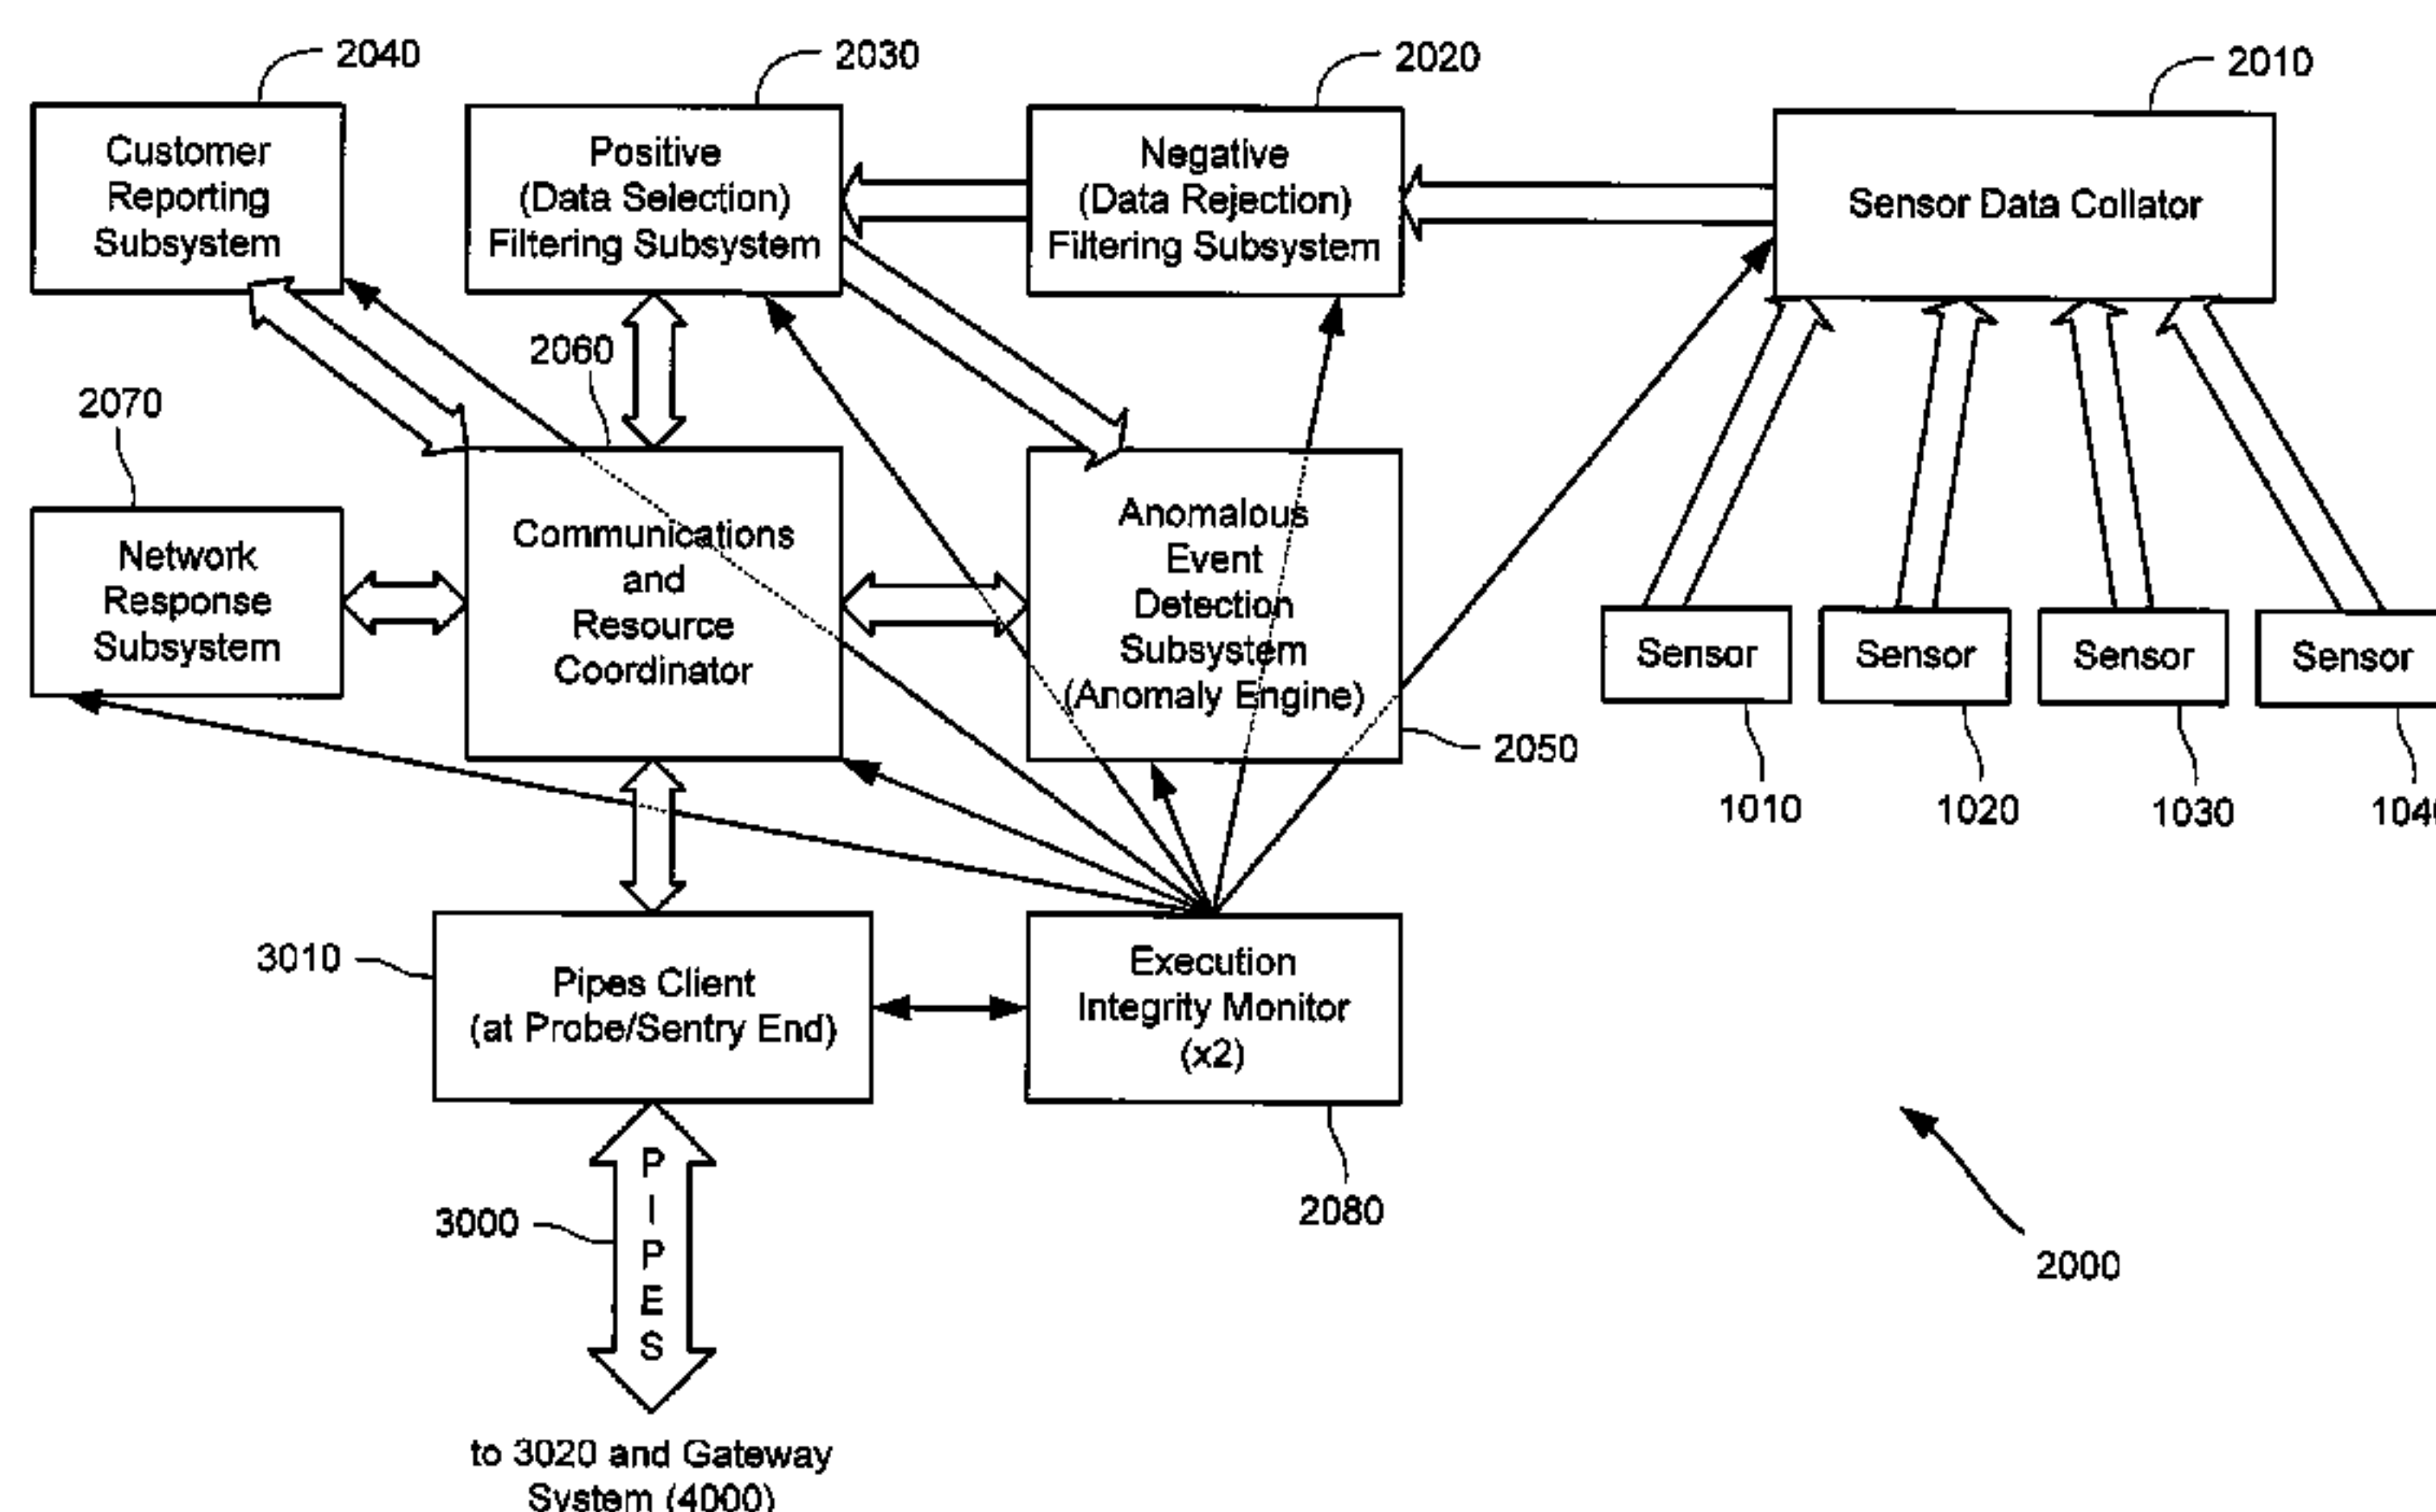 2040
2030
2020
2010
Customer
Reporting
Subsystem
Positive
(Data Selection)
Filtering Subsystem
Negative
(Data Rejection)
Filtering Subsystem
Sensor Data Collator
2060
2070
Network
Response
Subsystem
Communications
and
Resource
Coordinator
Anomalous
Event
Detection
Subsystem
(Anomaly Engine)
2050
Sensor
Sensor
Sensor
Sensor
1010
1020
1030
104
3010
Pipes Client
(at Probe/Sentry End)
Execution
Integrity Monitor
(x2)
2080
3000
P
I
P
E
S
2000
to 3020 and Gateway
System (4000)